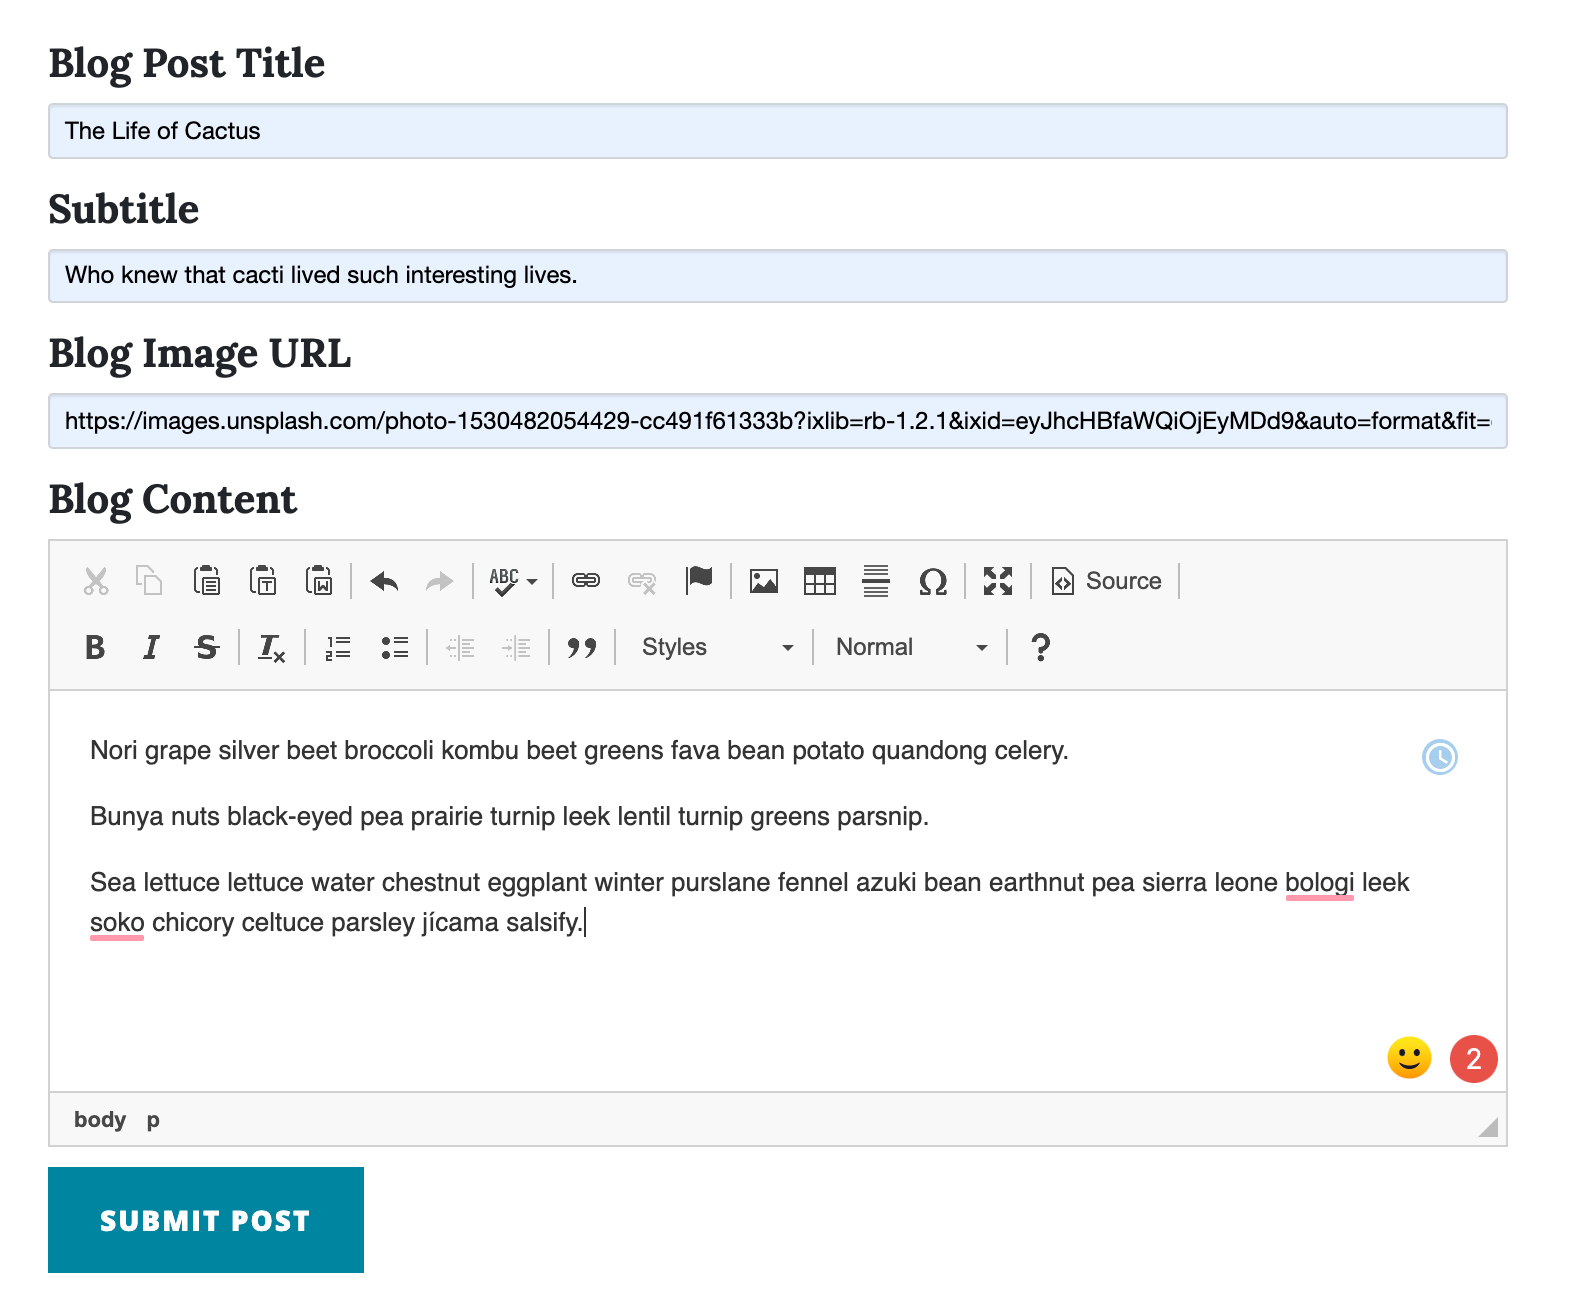 Blog Post Title
The Life of Cactus
Subtitle
Who knew that cacti lived such interesting lives.
Blog Image URL
https://images.unsplash.com/photo-1530482054429-cc491f61333b?ixlib=rb-1.2.1&ixid=eyJhcHBfaWQiOjEyMDd9&auto=format&fit=
Blog Content
ABC Ω Source
B I S Tx Styles Normal ?
Nori grape silver beet broccoli kombu beet greens fava bean potato quandong celery.
Bunya nuts black-eyed pea prairie turnip leek lentil turnip greens parsnip.
Sea lettuce lettuce water chestnut eggplant winter purslane fennel azuki bean earthnut pea sierra leone bologi leek
soko chicory celtuce parsley jícama salsify.
2
body p
SUBMIT POST